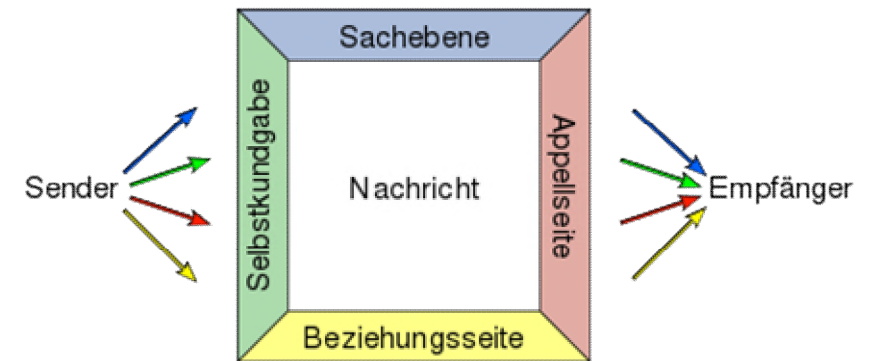 Sachebene
Selbstkundgabe
Sender
Nachricht
Appellseite
Empfänger
Beziehungsseite